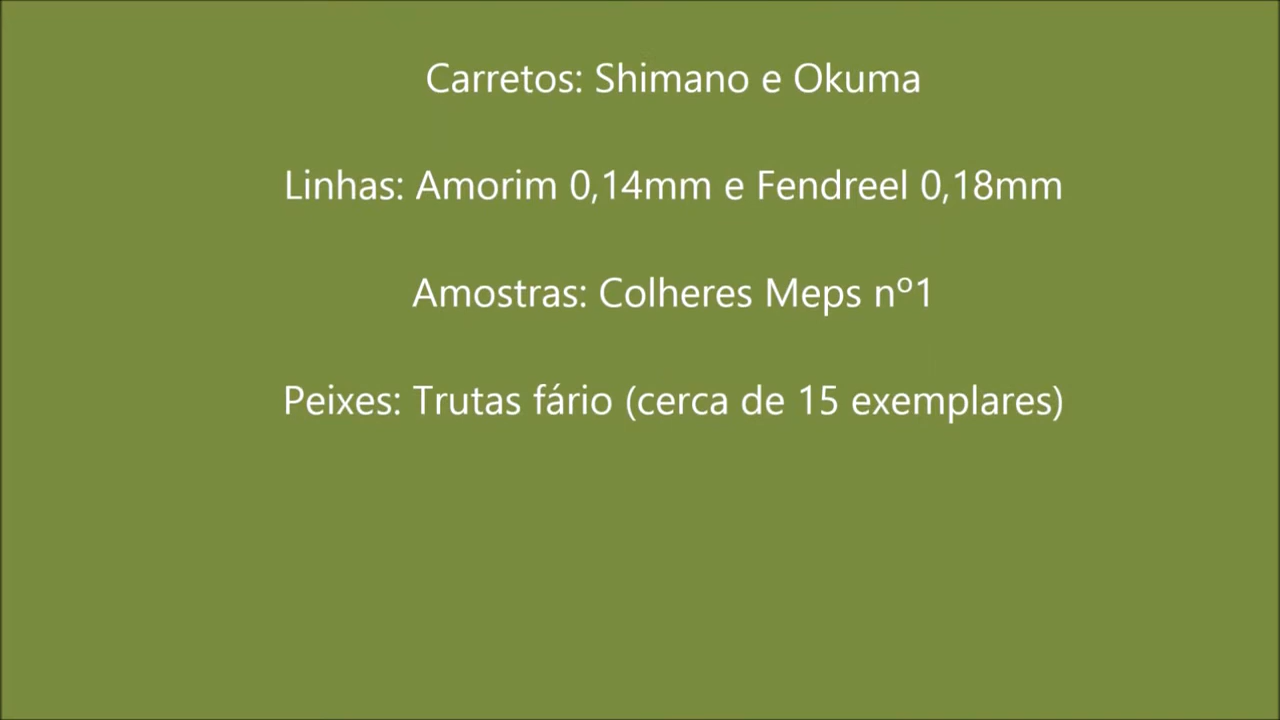 Carretos: Shimano e Okuma
Linhas: Amorim 0,14mm e Fendreel 0,18mm
Amostras: Colheres Meps nº1
Peixes: Trutas fário (cerca de 15 exemplares)